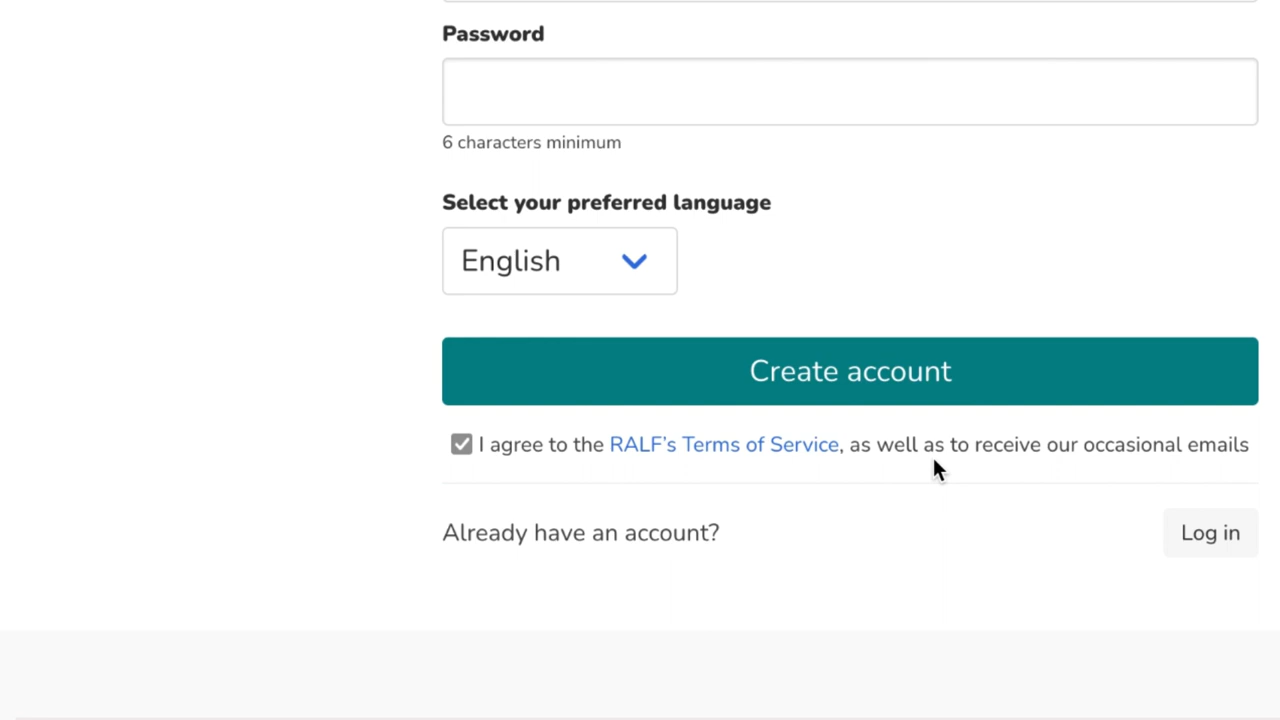 Password
6 characters minimum
Select your preferred language
English
Create account
I agree to the RALF’s Terms of Service, as well as to receive our occasional emails
Already have an account?
Log in